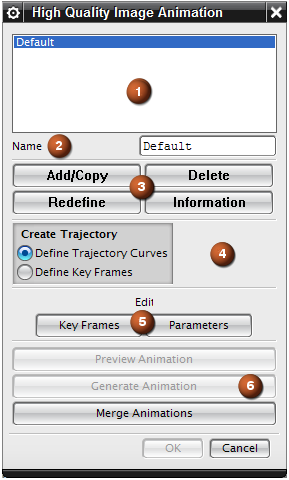 High Quality Image Animation
Default
1
Name 2 Default
Add/Copy Delete
3
Redefine Information
Create Trajectory
Define Trajectory Curves
4
Define Key Frames
Edit
Key Frames 5 Parameters
Preview Animation
Generate Animation 6
Merge Animations
OK Cancel